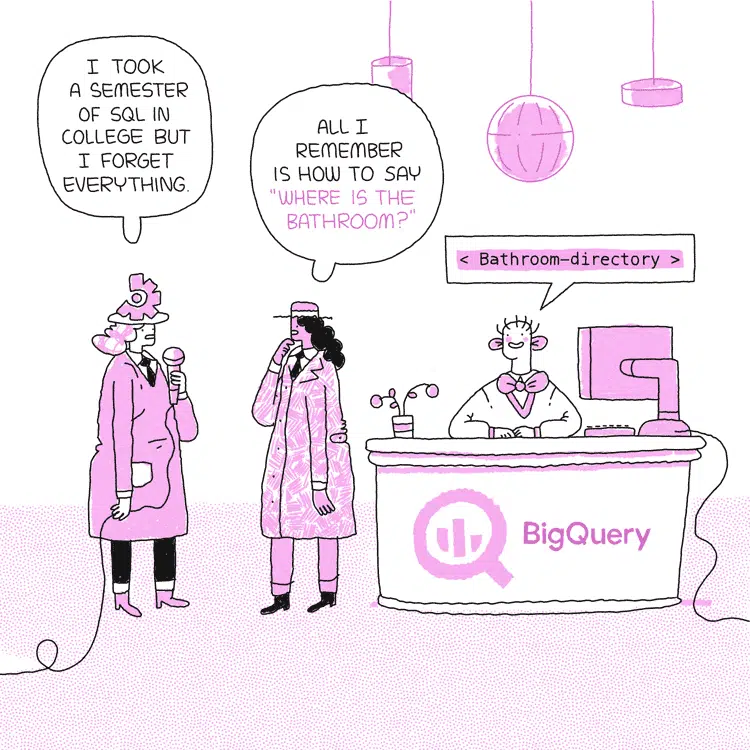 I TOOK
A SEMESTER
OF SQL IN
COLLEGE BUT
I FORGET
EVERYTHING.
ALL I
REMEMBER
IS HOW TO SAY
"WHERE IS THE
BATHROOM?"
< Bathroom–directory >
BigQuery